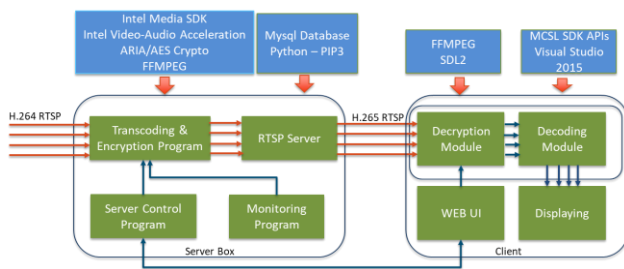 Intel Media SDK
Intel Video-Audio Acceleration
ARIA/AES Crypto
FFMPEG
Mysql Database
Python – PIP3
FFMPEG
SDL2
MCSL SDK APIs
Visual Studio
2015
H.264 RTSP
Transcoding &
Encryption Program
RTSP Server
H.265 RTSP
Decryption
Module
Decoding
Module
Server Control
Program
Monitoring
Program
WEB UI
Displaying
Server Box
Client